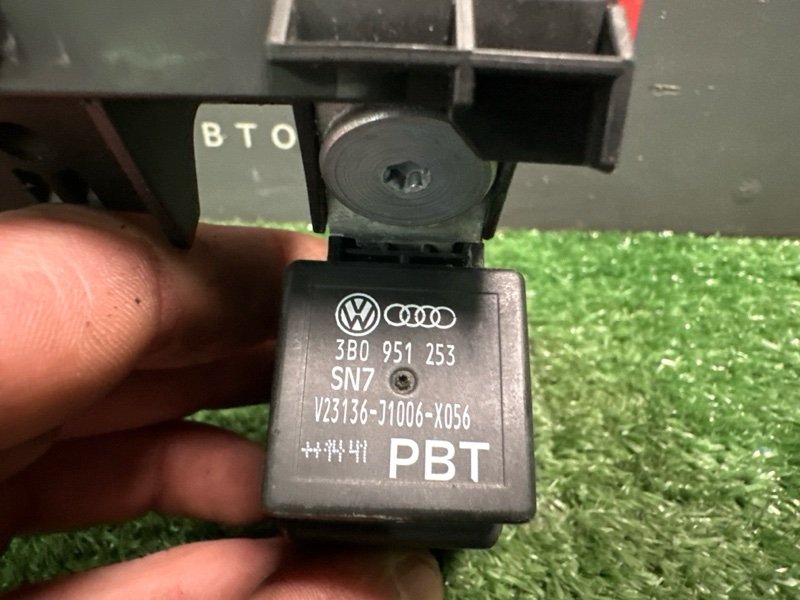 BTO
3B0 951 253
SN7
V23136-J1006-X056
PBT